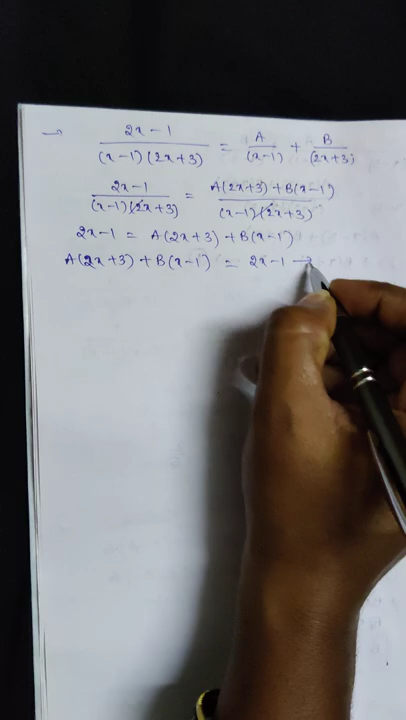 → (2x-1)/((x-1)(2x+3)) = A/(x-1) + B/(2x+3)
(2x-1)/((x-1)(2x+3)) = (A(2x+3)+B(x-1))/((x-1)(2x+3))
2x-1 = A(2x+3)+B(x-1)
A(2x+3)+B(x-1) = 2x-1 →